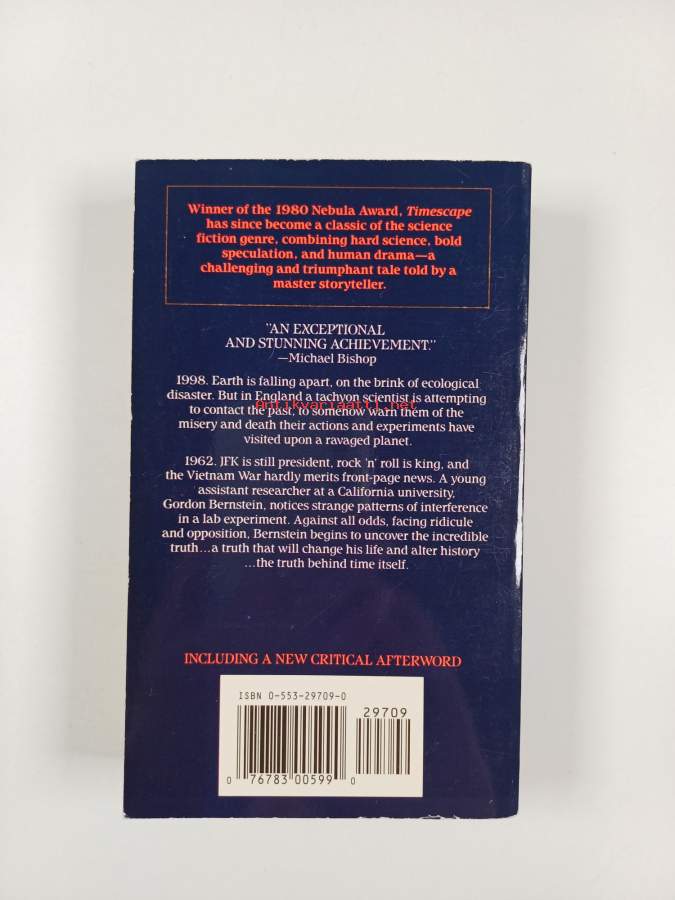 Winner of the 1980 Nebula Award, Timescape
has since become a classic of the science
fiction genre, combining hard science, bold
speculation, and human drama—a
challenging and triumphant tale told by a
master storyteller.
"AN EXCEPTIONAL
AND STUNNING ACHIEVEMENT."
—Michael Bishop
1998. Earth is falling apart, on the brink of ecological
disaster. But in England a tachyon scientist is attempting
to contact the past, to somehow warn them of the
misery and death their actions and experiments have
visited upon a ravaged planet.
antikvariaatti.net
1962. JFK is still president, rock 'n' roll is king, and
the Vietnam War hardly merits front-page news. A young
assistant researcher at a California university,
Gordon Bernstein, notices strange patterns of interference
in a lab experiment. Against all odds, facing ridicule
and opposition, Bernstein begins to uncover the incredible
truth...a truth that will change his life and alter history
...the truth behind time itself.
INCLUDING A NEW CRITICAL AFTERWORD
ISBN 0-553-29709-0
29709
0 76783 00599 0